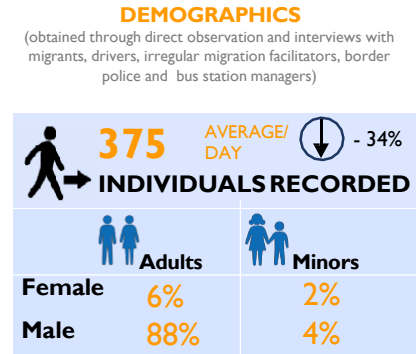 DEMOGRAPHICS
(obtained through direct observation and interviews with
migrants, drivers, irregular migration facilitators, border
police and bus station managers)
375 AVERAGE/ - 34%
DAY
INDIVIDUALS RECORDED
Adults Minors
Female 6% 2%
Male 88% 4%